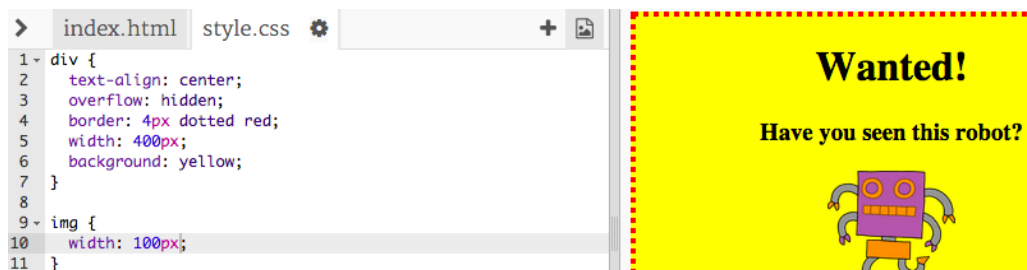 index.html style.css
1 div {
2 text-align: center;
3 overflow: hidden;
4 border: 4px dotted red;
5 width: 400px;
6 background: yellow;
7 }
8
9 img {
10 width: 100px;
11 }
Wanted!
Have you seen this robot?